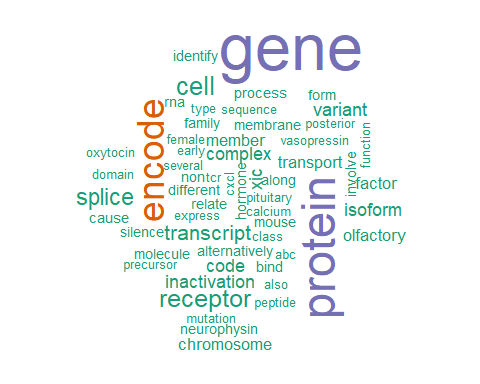 gene
identify
cell
process
form
rna
type
sequence
variant
encode
family
membrane
posterior
female
member
vasopressin
function
early
oxytocin
complex
several
transport
involve
domain
nontcr
cxcl
xic
along
factor
different
hormone
splice
relate
pituitary
protein
isoform
cause
express
calcium
mouse
silence
transcript
class
olfactory
molecule
alternatively
abc
precursor
code
bind
inactivation
also
receptor
peptide
mutation
neurophysin
chromosome